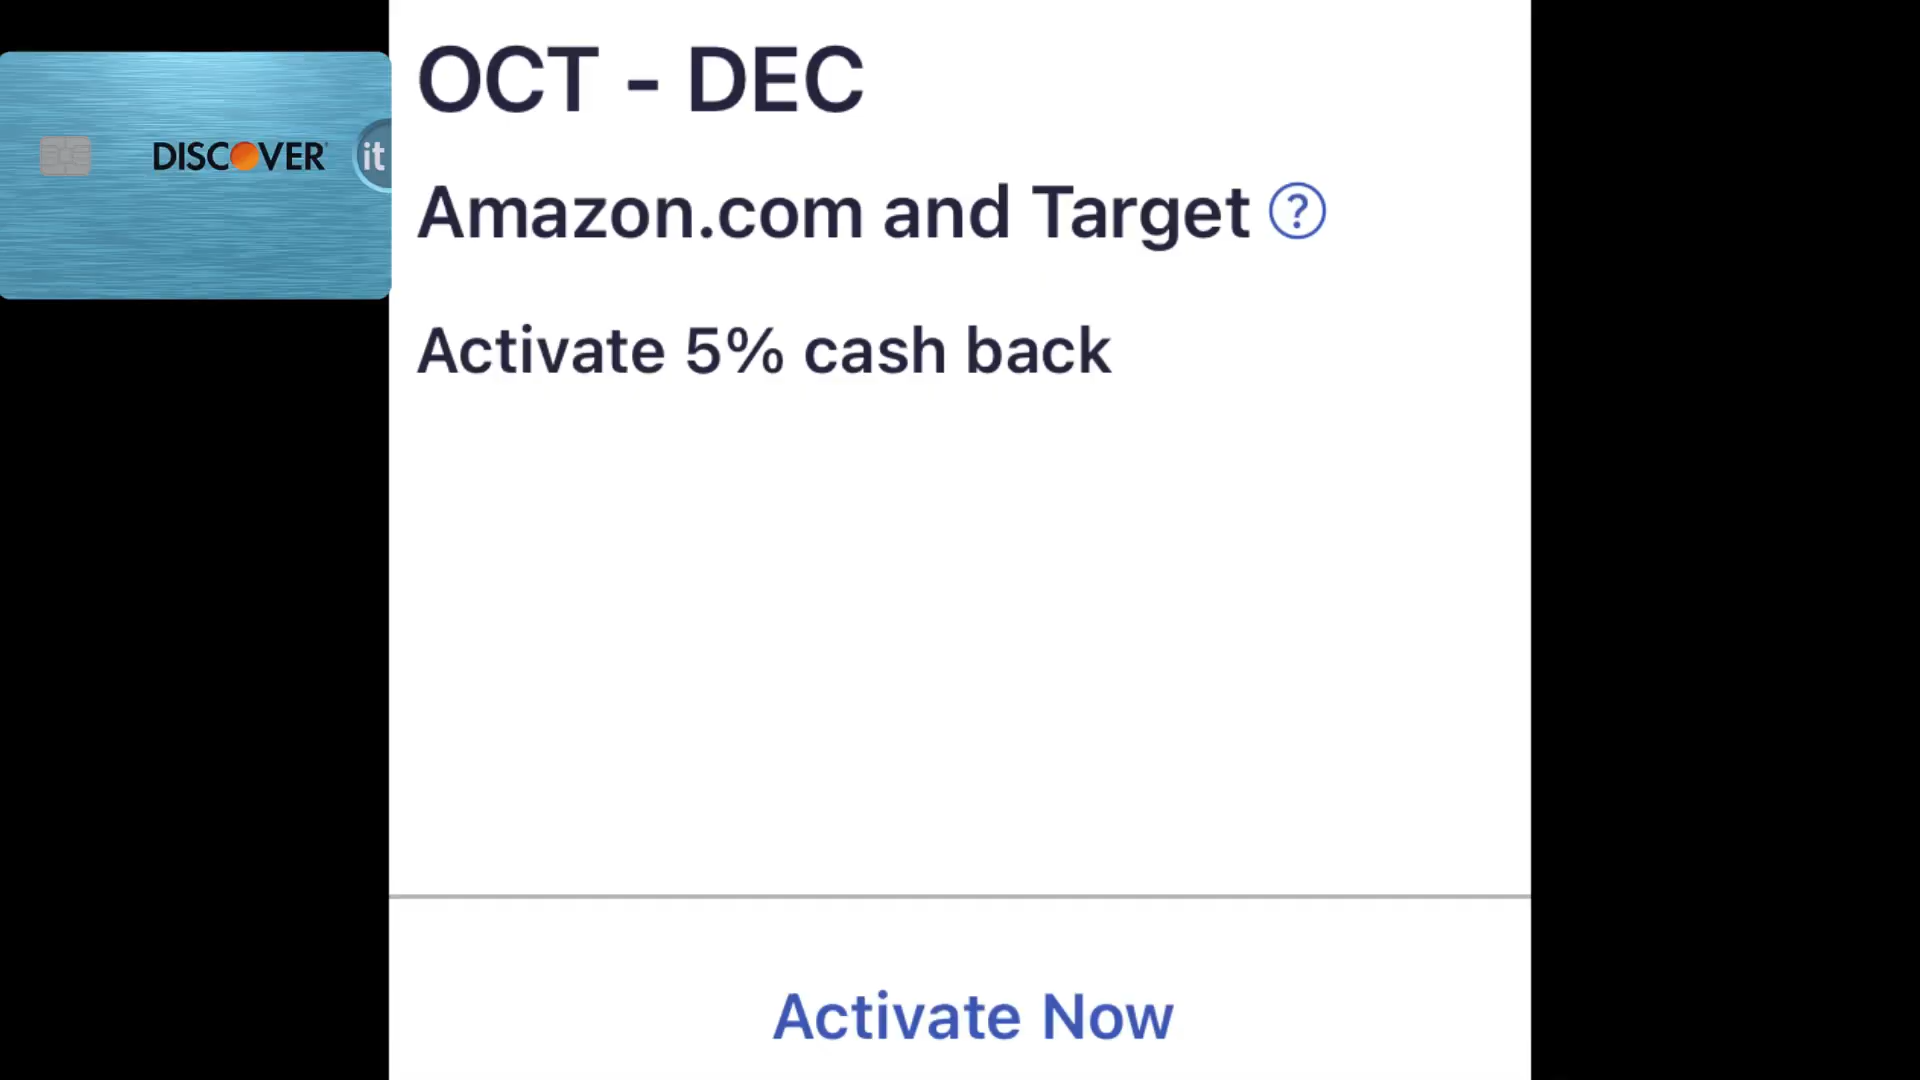 DISCOVER
it
OCT - DEC
Amazon.com and Target ?
Activate 5% cash back
Activate Now